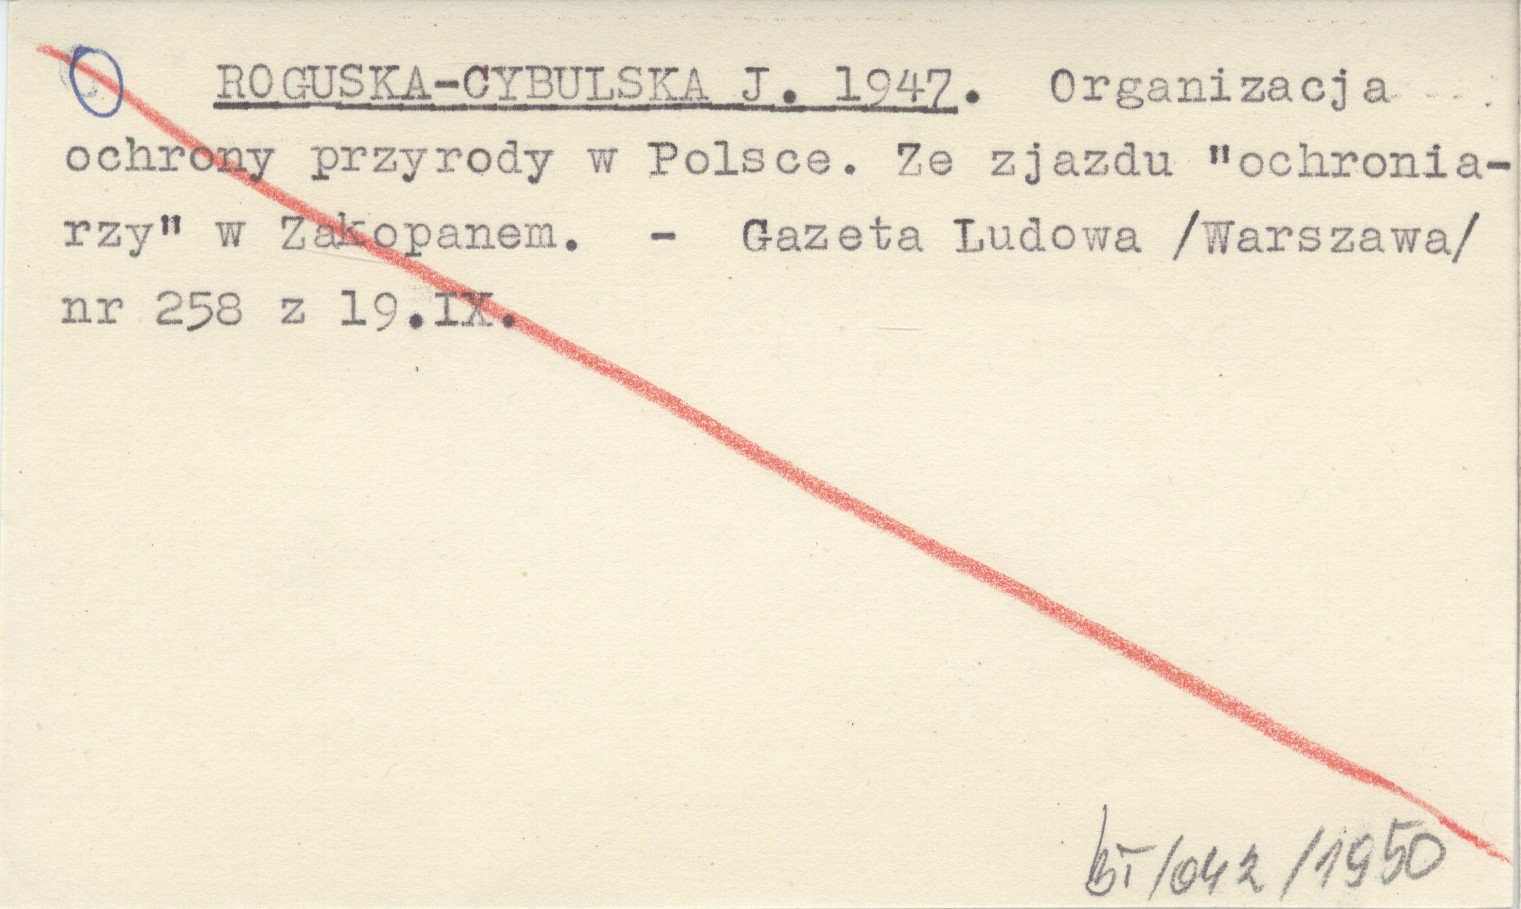 ROGUSKA-CYBULSKA J. 1947. Organizacja
ochrony przyrody w Polsce. Ze zjazdu "ochronia-
rzy" w Zakopanem. - Gazeta Ludowa /Warszawa/
nr 258 z 19.IX.
BT/042/1950